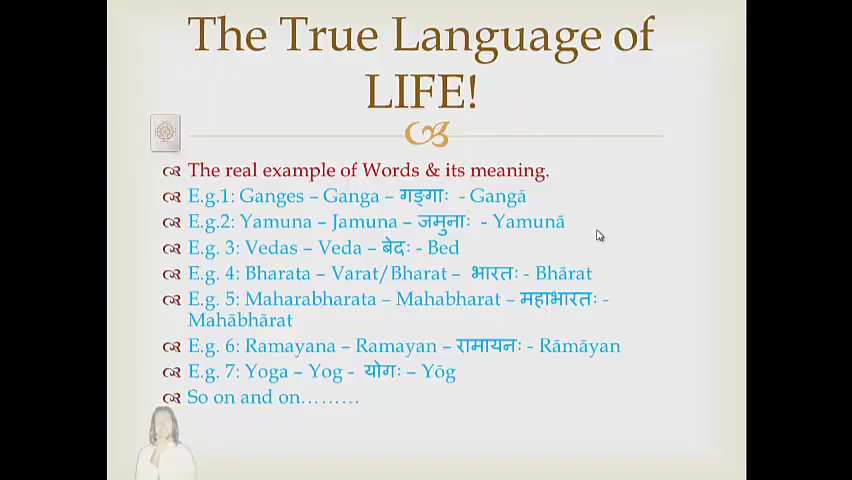 The True Language of
LIFE!
The real example of Words & its meaning.
E.g.1: Ganges – Ganga – गङ्गाः - Gangā
E.g.2: Yamuna – Jamuna – जमुनाः - Yamunā
E.g. 3: Vedas – Veda – बेदः - Bed
E.g. 4: Bharata – Varat/Bharat – भारतः - Bhārat
E.g. 5: Maharabharata – Mahabharat – महाभारतः -
Mahābhārat
E.g. 6: Ramayana – Ramayan – रामायनः - Rāmāyan
E.g. 7: Yoga – Yog - योगः – Yōg
So on and on………